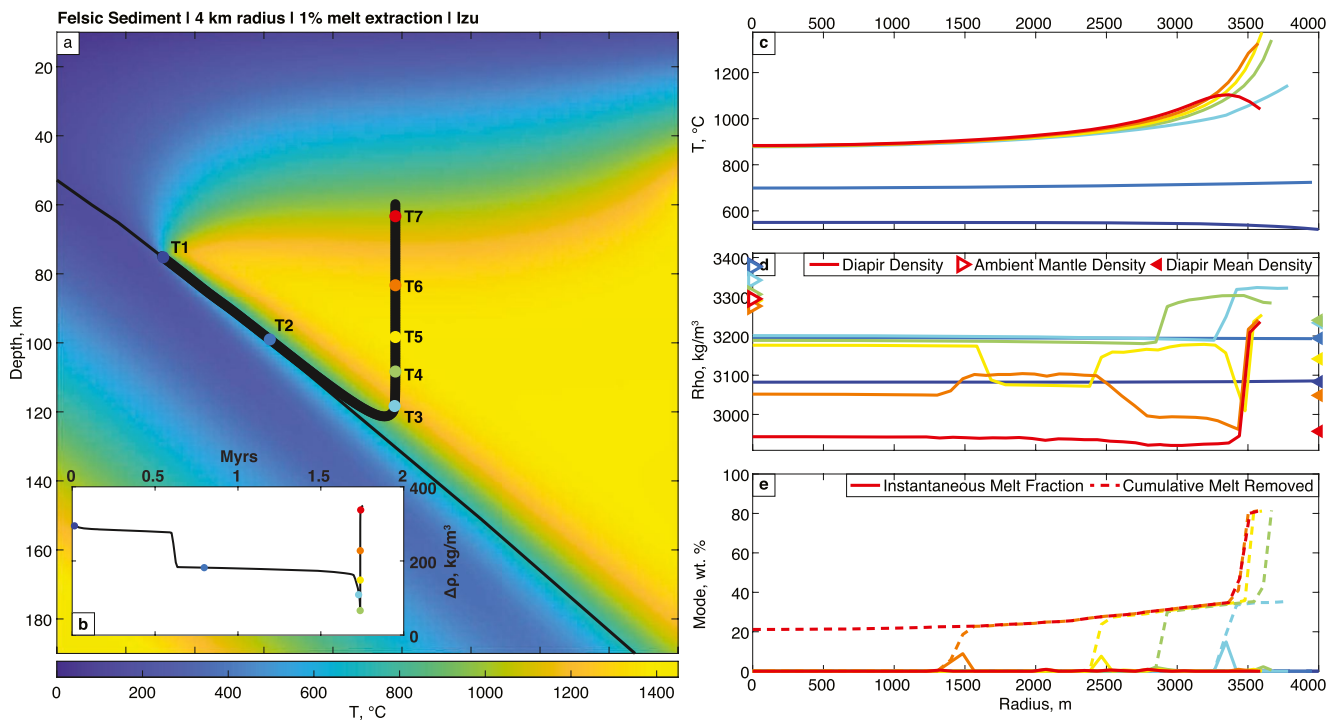 Felsic Sediment | 4 km radius | 1% melt extraction | Izu
a
20
40
60
80
100
120
140
160
180
Depth, km
T1
T2
T3
T4
T5
T6
T7
Myrs
0 0.5 1 1.5 2
400
200
0
Δρ, kg/m³
b
0 200 400 600 800 1000 1200 1400
T, °C
0 500 1000 1500 2000 2500 3000 3500 4000
c
1200
1000
800
600
T, °C
d
Diapir Density Ambient Mantle Density Diapir Mean Density
3400
3300
3200
3100
3000
Rho, kg/m³
e
Instantaneous Melt Fraction Cumulative Melt Removed
100
80
60
40
20
0
Mode, wt. %
0 500 1000 1500 2000 2500 3000 3500 4000
Radius, m